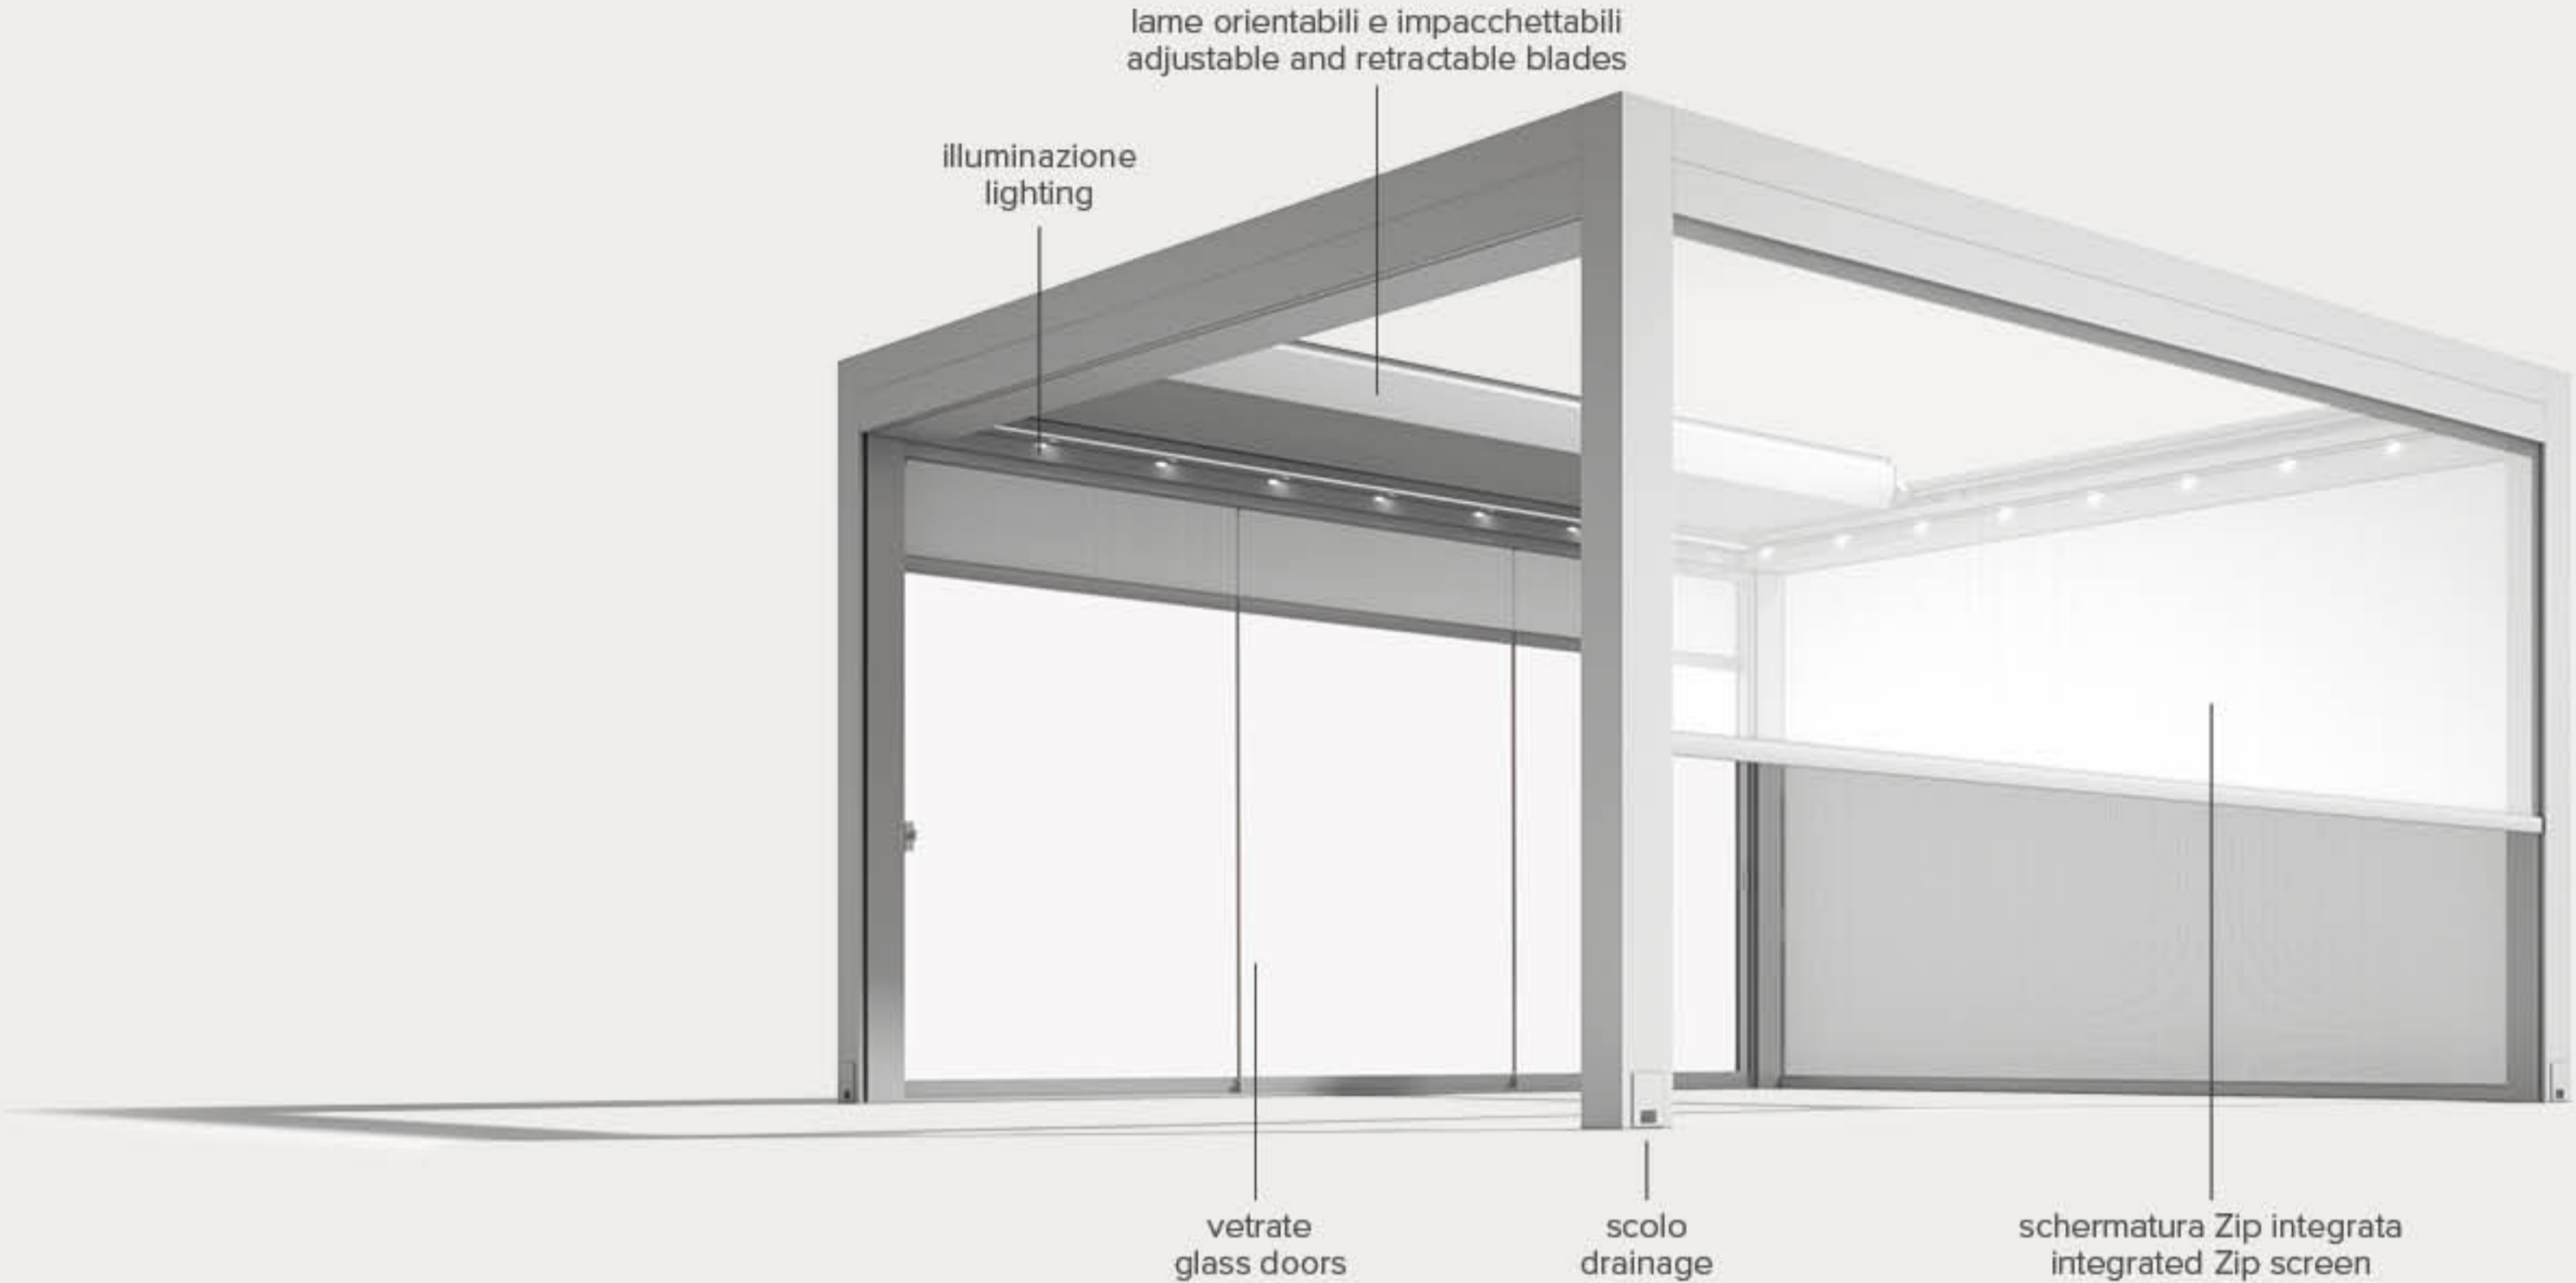 lame orientabili e impacchettabili
adjustable and retractable blades
illuminazione
lighting
vetrate
glass doors
scolo
drainage
schermatura Zip integrata
integrated Zip screen